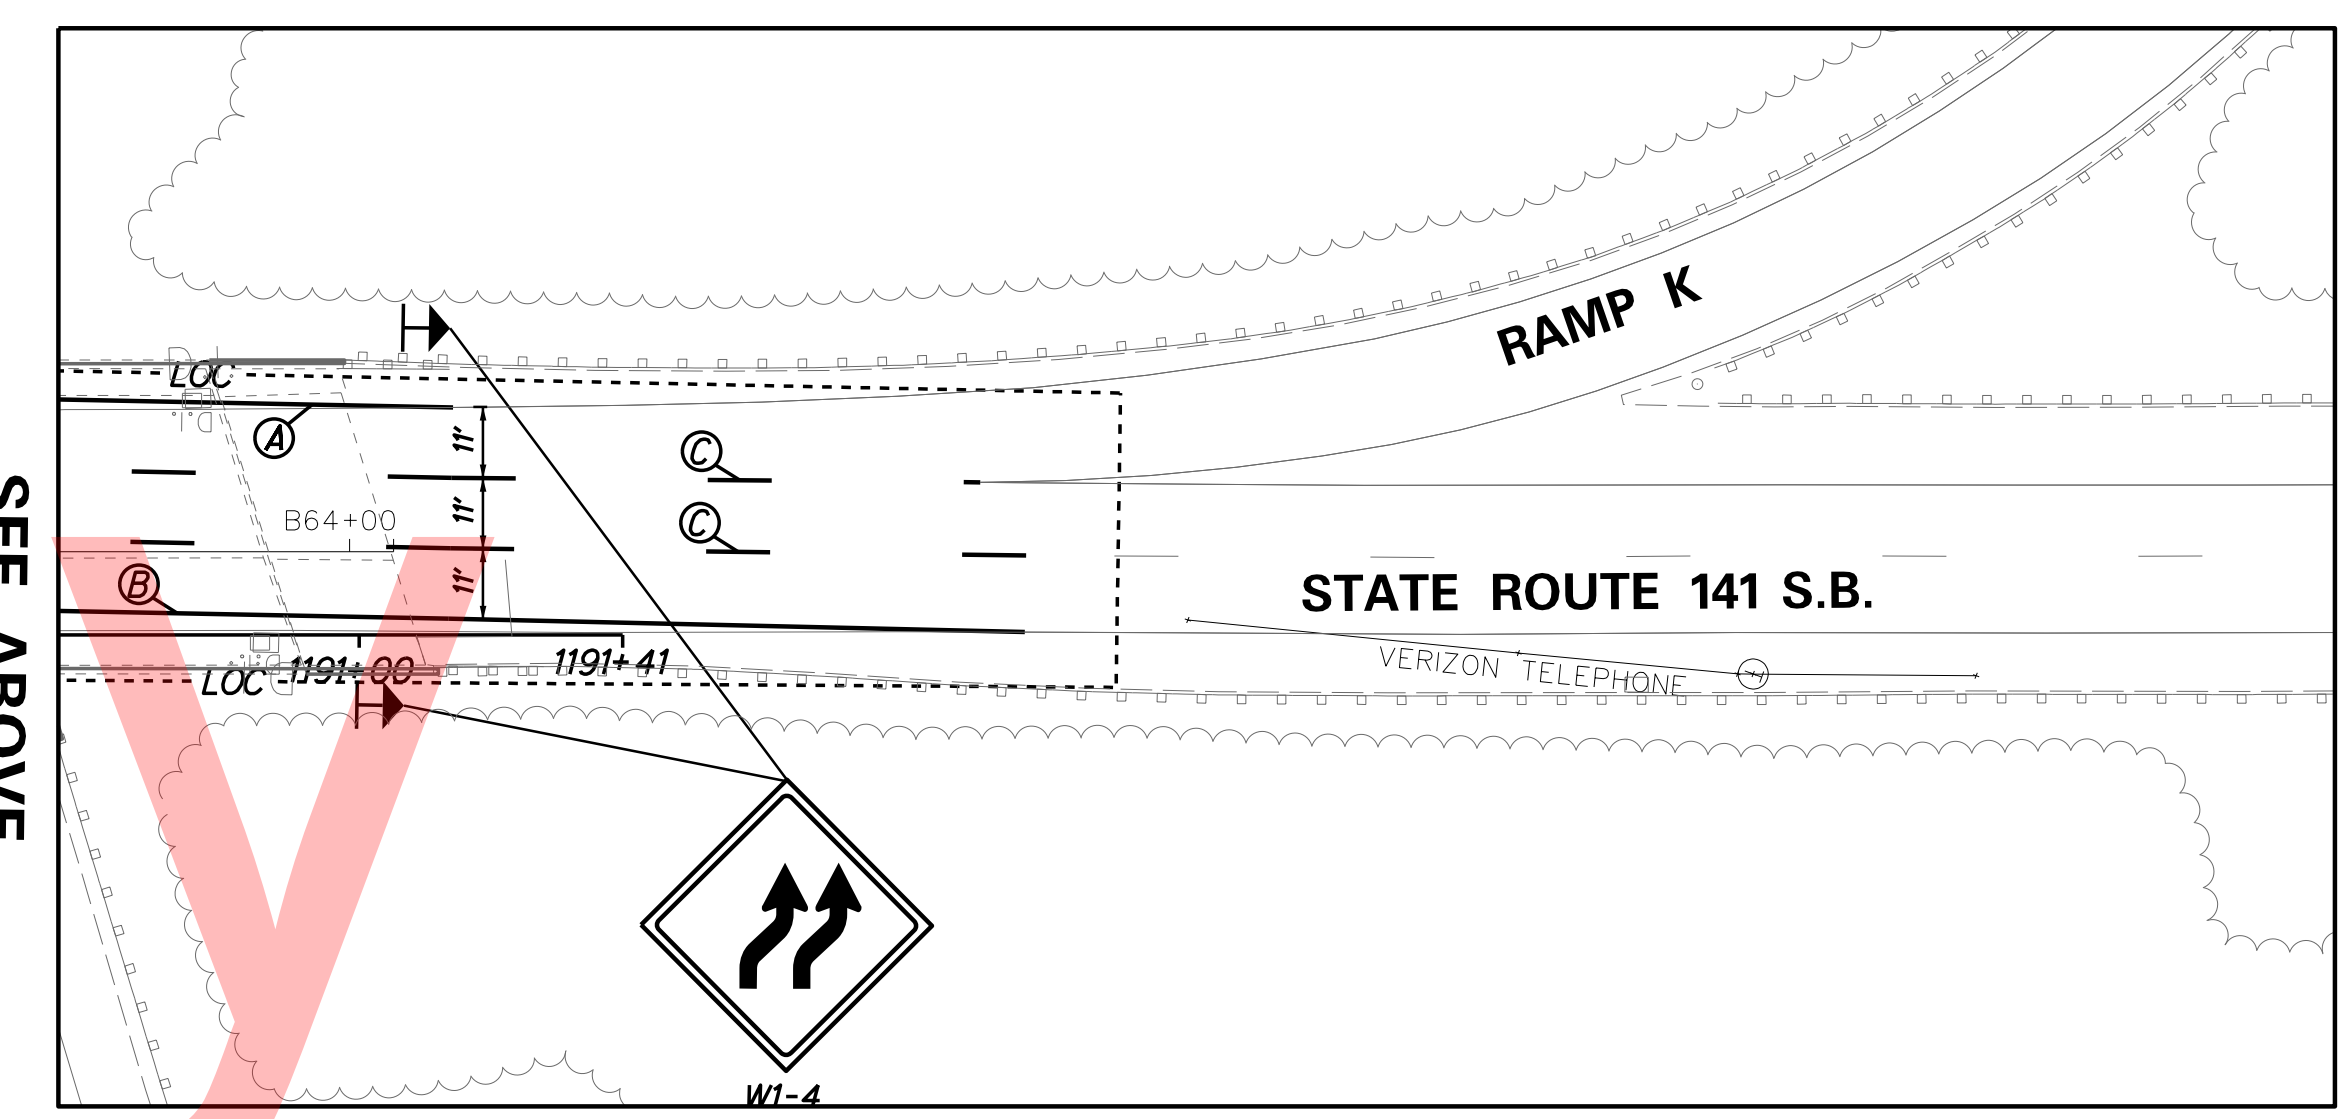 SEE ABOVE
RAMP K
LOC
A
11'
C
11'
C
B64+00
B
11'
STATE ROUTE 141 S.B.
VERIZON TELEPHONE
1191+00
1191+41
LOC
W1-4
y